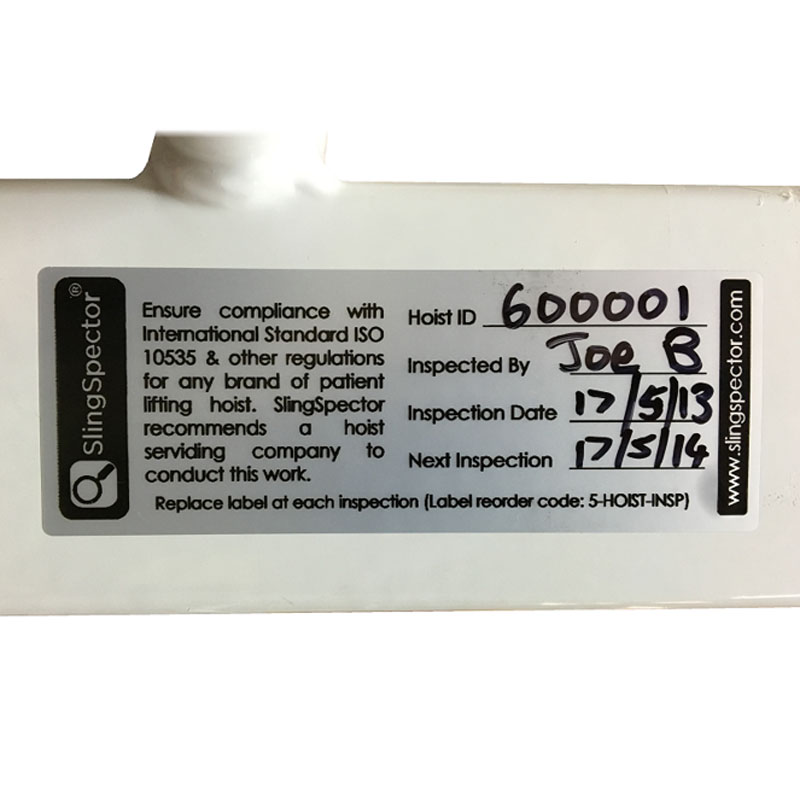 SlingSpector®
Ensure compliance with
International Standard ISO
10535 & other regulations
for any brand of patient
lifting hoist. SlingSpector
recommends a hoist
serviding company to
conduct this work.
Hoist ID 600001
Inspected By Joe B
Inspection Date 17/5/13
Next Inspection 17/5/14
Replace label at each inspection (Label reorder code: 5-HOIST-INSP)
www.slingspector.com